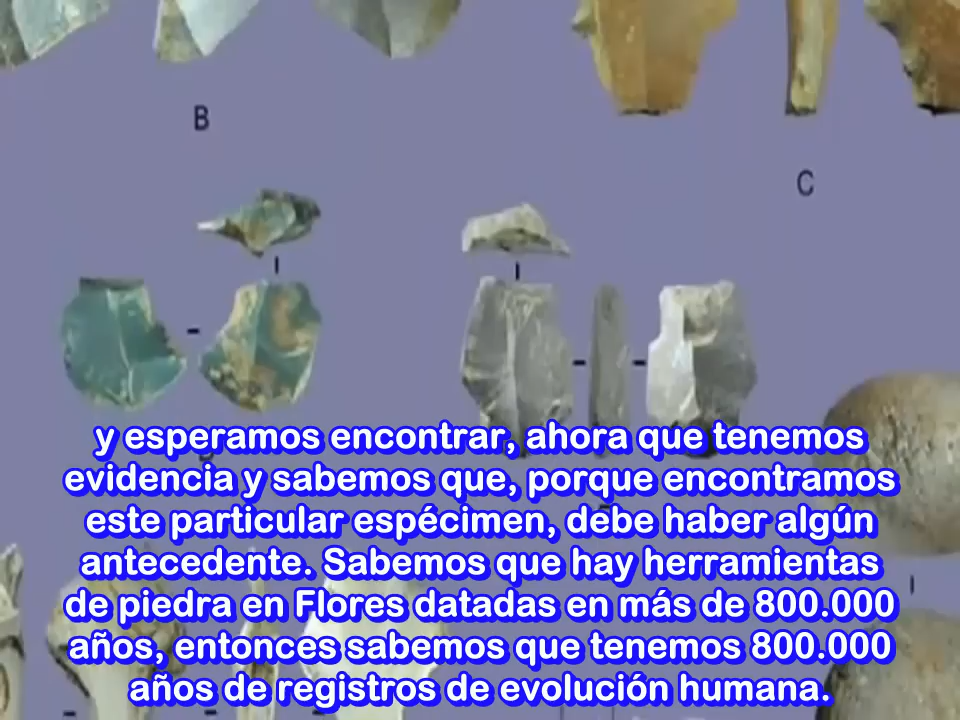 B
C
y esperamos encontrar, ahora que tenemos
evidencia y sabemos que, porque encontramos
este particular espécimen, debe haber algún
antecedente. Sabemos que hay herramientas
de piedra en Flores datadas en más de 800.000
años, entonces sabemos que tenemos 800.000
años de registros de evolución humana.